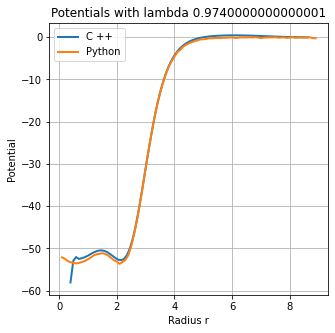 Potentials with lambda 0.9740000000000001
C ++
Python
0
−10
−20
−30
−40
−50
−60
Potential
0
2
4
6
8
Radius r